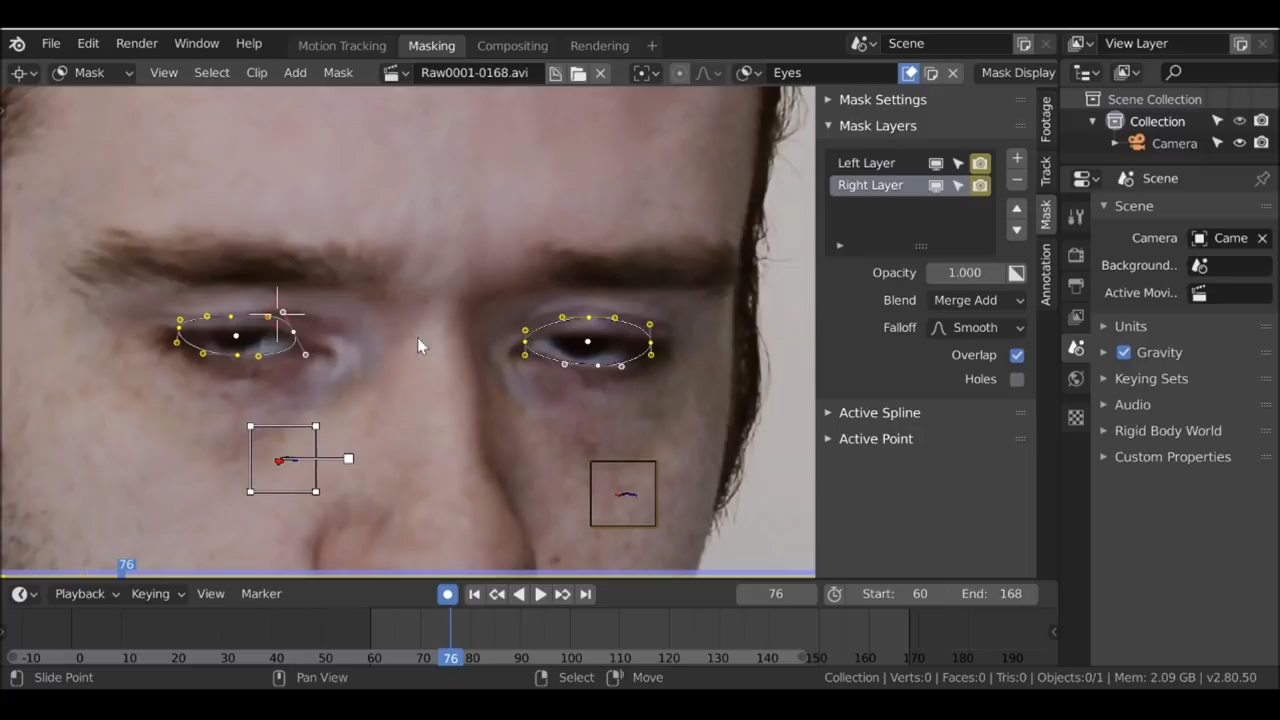 File Edit Render Window Help Motion Tracking Masking Compositing Rendering + Scene View Layer
Mask View Select Clip Add Mask Raw0001-0168.avi Eyes Mask Display
Mask Settings
Mask Layers
Left Layer
Right Layer
Opacity 1.000
Blend Merge Add
Falloff Smooth
Overlap
Holes
Active Spline
Active Point
Footage
Track
Mask
Annotation
Scene Collection
Collection
Camera
Scene
Scene
Camera Came
Background..
Active Movi..
Units
Gravity
Keying Sets
Audio
Rigid Body World
Custom Properties
76
Playback Keying View Marker 76 Start: 60 End: 168
-10 0 10 20 30 40 50 60 70 76 80 90 100 110 120 130 140 150 160 170 180 190
Slide Point Pan View Select Move Collection | Verts:0 | Faces:0 | Tris:0 | Objects:0/1 | Mem: 2.09 GB | v2.80.50